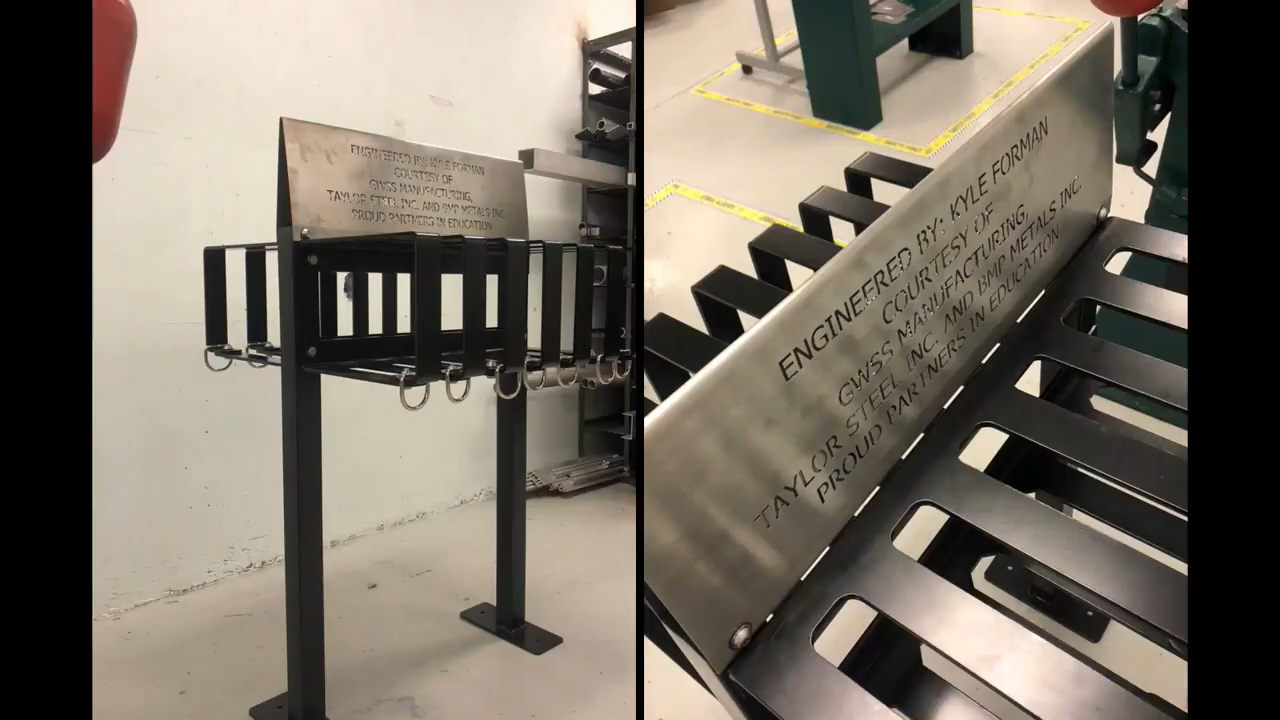 ENGINEERED BY: KYLE FORMAN
COURTESY OF
GWSS MANUFACTURING,
TAYLOR STEEL INC. AND BMP METALS INC.
PROUD PARTNERS IN EDUCATION
ENGINEERED BY: KYLE FORMAN
COURTESY OF
GWSS MANUFACTURING,
TAYLOR STEEL INC. AND BMP METALS INC.
PROUD PARTNERS IN EDUCATION